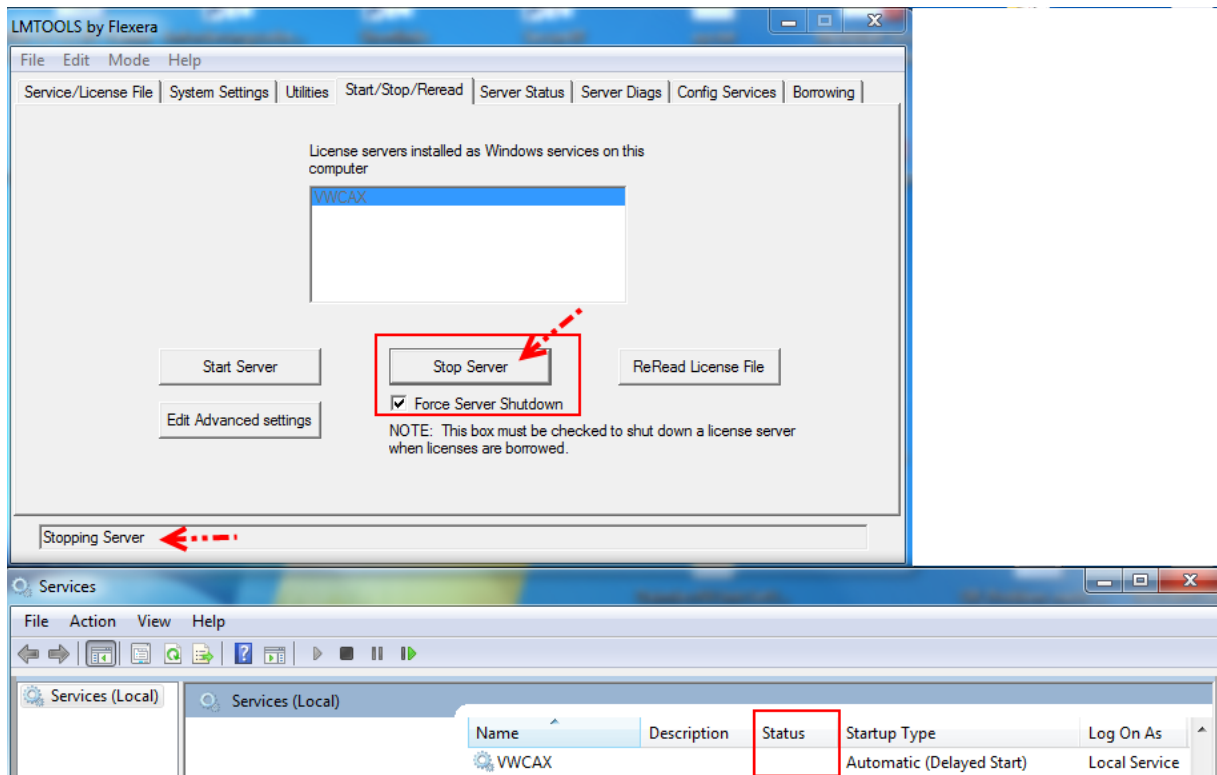 LMTOOLS by Flexera
File Edit Mode Help
Service/License File System Settings Utilities Start/Stop/Reread Server Status Server Diags Config Services Borrowing
License servers installed as Windows services on this
computer
VWCAX
Start Server Stop Server ReRead License File
Force Server Shutdown
Edit Advanced settings
NOTE: This box must be checked to shut down a license server
when licenses are borrowed.
Stopping Server
Services
File Action View Help
Services (Local) Services (Local)
Name Description Status Startup Type Log On As
VWCAX Automatic (Delayed Start) Local Service